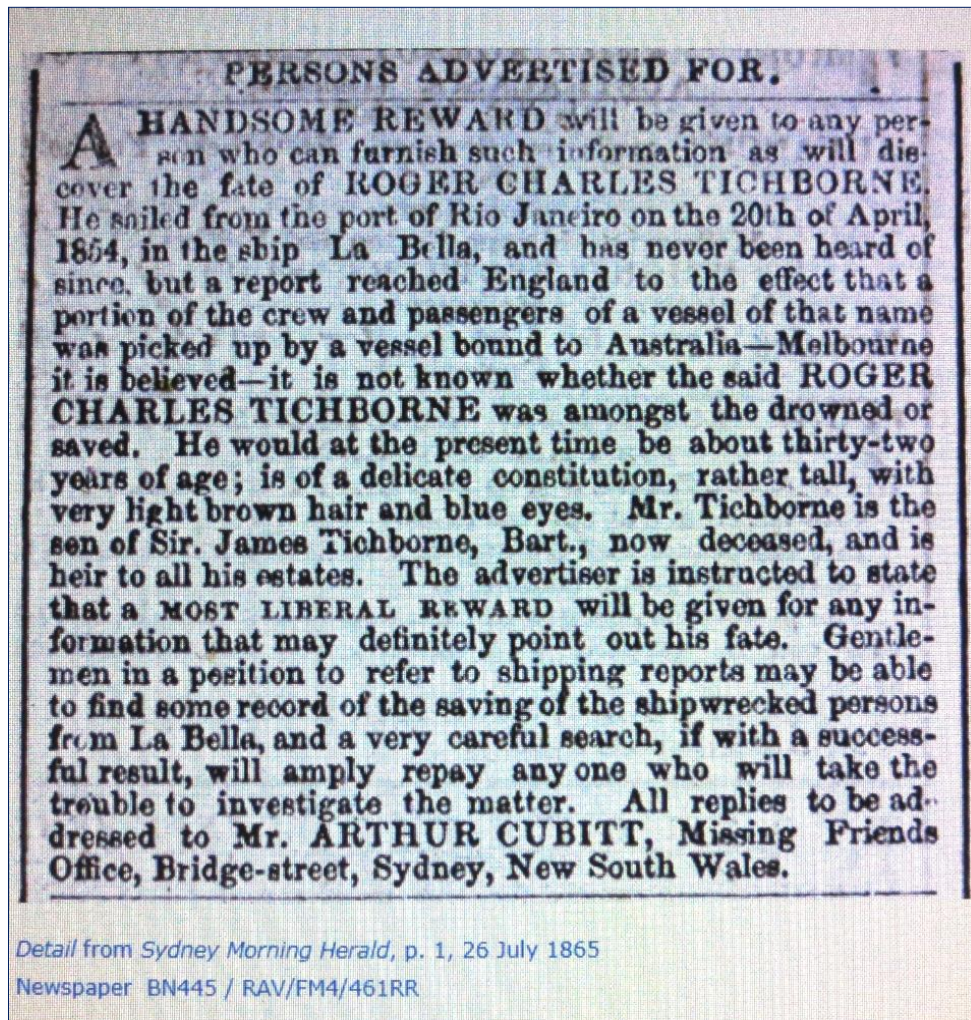 PERSONS ADVERTISED FOR.
A HANDSOME REWARD will be given to any per-
son who can furnish such information as will dis-
cover the fate of ROGER CHARLES TICHBORNE.
He sailed from the port of Rio Janeiro on the 20th of April,
1854, in the ship La Bella, and has never been heard of
since, but a report reached England to the effect that a
portion of the crew and passengers of a vessel of that name
was picked up by a vessel bound to Australia—Melbourne
it is believed—it is not known whether the said ROGER
CHARLES TICHBORNE was amongst the drowned or
saved. He would at the present time be about thirty-two
years of age; is of a delicate constitution, rather tall, with
very light brown hair and blue eyes. Mr. Tichborne is the
son of Sir. James Tichborne, Bart., now deceased, and is
heir to all his estates. The advertiser is instructed to state
that a MOST LIBERAL REWARD will be given for any in-
formation that may definitely point out his fate. Gentle-
men in a position to refer to shipping reports may be able
to find some record of the saving of the shipwrecked persons
from La Bella, and a very careful search, if with a success-
ful result, will amply repay any one who will take the
trouble to investigate the matter. All replies to be ad-
dressed to Mr. ARTHUR CUBITT, Missing Friends
Office, Bridge-street, Sydney, New South Wales.
Detail from Sydney Morning Herald, p. 1, 26 July 1865
Newspaper BN445 / RAV/FM4/461RR